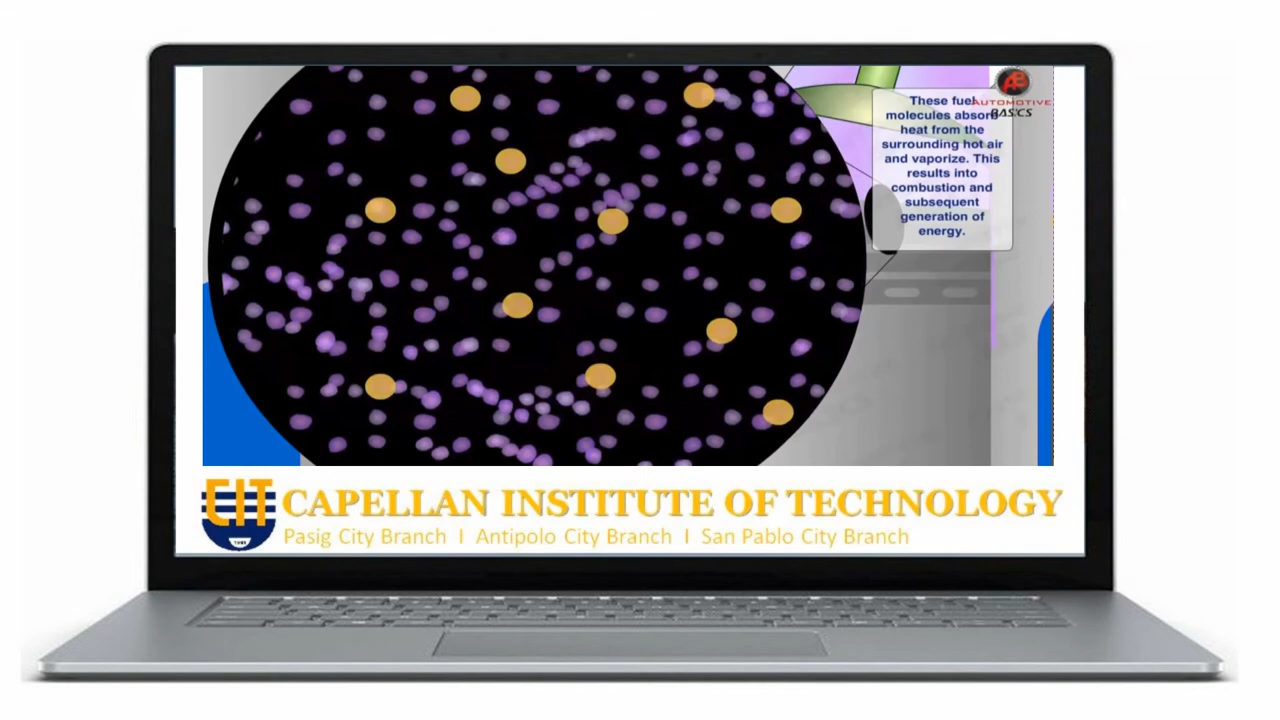 These fuel
molecules absorb
heat from the
surrounding hot air
and vaporize. This
results into
combustion and
subsequent
generation of
energy.
AB
AUTOMOTIVE
BASICS
CIT
CAPELLAN INSTITUTE OF TECHNOLOGY
Pasig City Branch I Antipolo City Branch I San Pablo City Branch